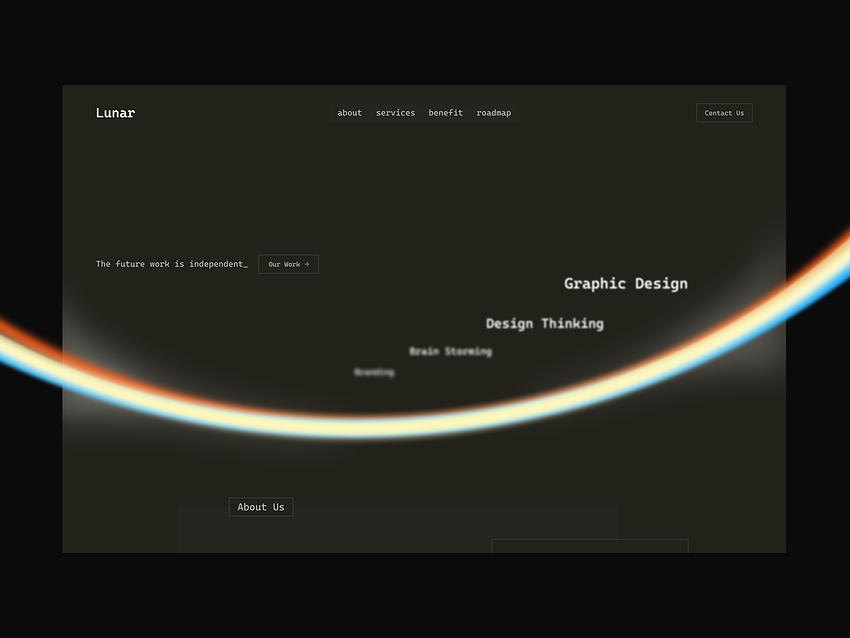 Lunar
about services benefit roadmap
Contact Us
The future work is independent_
Our Work →
Graphic Design
Design Thinking
Brain Storming
Branding
About Us